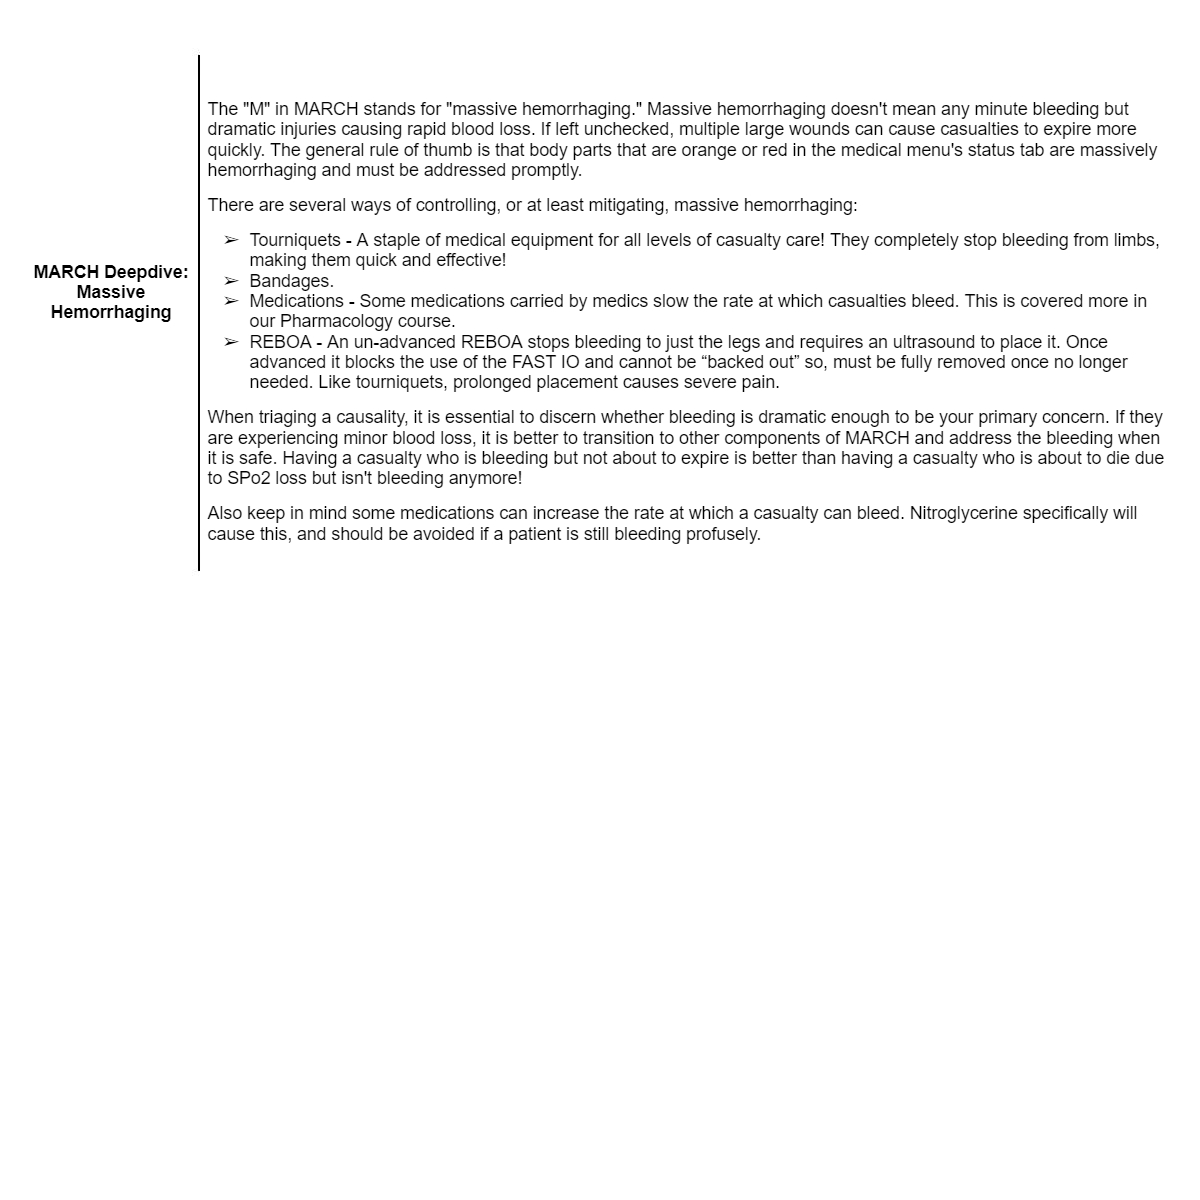 MARCH Deepdive:
Massive
Hemorrhaging
The "M" in MARCH stands for "massive hemorrhaging." Massive hemorrhaging doesn't mean any minute bleeding but
dramatic injuries causing rapid blood loss. If left unchecked, multiple large wounds can cause casualties to expire more
quickly. The general rule of thumb is that body parts that are orange or red in the medical menu's status tab are massively
hemorrhaging and must be addressed promptly.
There are several ways of controlling, or at least mitigating, massive hemorrhaging:
➢ Tourniquets - A staple of medical equipment for all levels of casualty care! They completely stop bleeding from limbs,
making them quick and effective!
➢ Bandages.
➢ Medications - Some medications carried by medics slow the rate at which casualties bleed. This is covered more in
our Pharmacology course.
➢ REBOA - An un-advanced REBOA stops bleeding to just the legs and requires an ultrasound to place it. Once
advanced it blocks the use of the FAST IO and cannot be “backed out” so, must be fully removed once no longer
needed. Like tourniquets, prolonged placement causes severe pain.
When triaging a causality, it is essential to discern whether bleeding is dramatic enough to be your primary concern. If they
are experiencing minor blood loss, it is better to transition to other components of MARCH and address the bleeding when
it is safe. Having a casualty who is bleeding but not about to expire is better than having a casualty who is about to die due
to SPo2 loss but isn't bleeding anymore!
Also keep in mind some medications can increase the rate at which a casualty can bleed. Nitroglycerine specifically will
cause this, and should be avoided if a patient is still bleeding profusely.